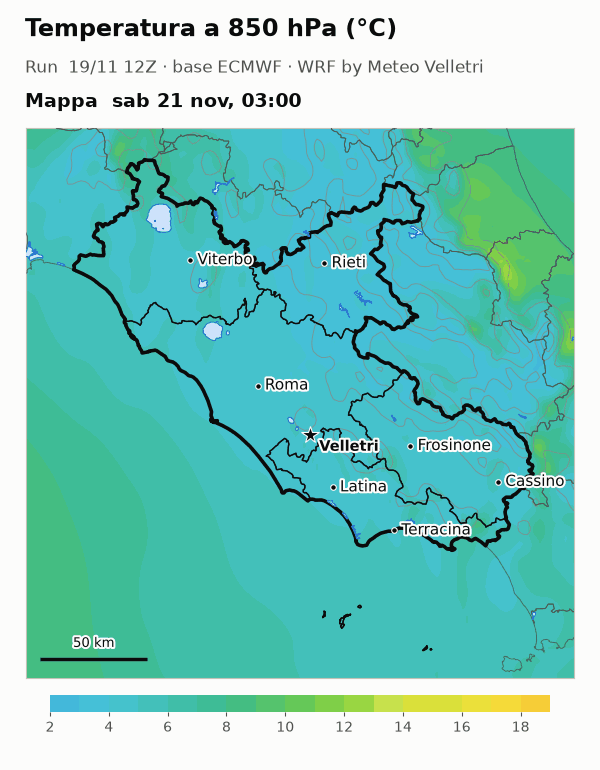 Temperatura a 850 hPa (°C)
Run  19/11 12Z · base ECMWF · WRF by Meteo Velletri
Mappa  sab 21 nov, 03:00
Viterbo
Rieti
Roma
Velletri
Frosinone
Cassino
Latina
Terracina
50 km
2 4 6 8 10 12 14 16 18